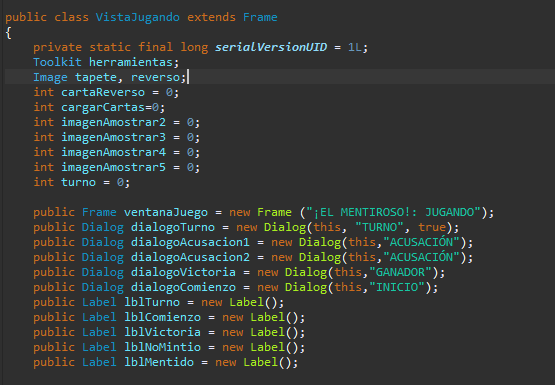 public class VistaJugando extends Frame
{
private static final long serialVersionUID = 1L;
Toolkit herramientas;
Image tapete, reverso;
int cartaReverso = 0;
int cargarCartas=0;
int imagenAmostrar2 = 0;
int imagenAmostrar3 = 0;
int imagenAmostrar4 = 0;
int imagenAmostrar5 = 0;
int turno = 0;
public Frame ventanaJuego = new Frame ("¡EL MENTIROSO!: JUGANDO");
public Dialog dialogoTurno = new Dialog(this, "TURNO", true);
public Dialog dialogoAcusacion1 = new Dialog(this,"ACUSACIÓN");
public Dialog dialogoAcusacion2 = new Dialog(this,"ACUSACIÓN");
public Dialog dialogoVictoria = new Dialog(this,"GANADOR");
public Dialog dialogoComienzo = new Dialog(this,"INICIO");
public Label lblTurno = new Label();
public Label lblComienzo = new Label();
public Label lblVictoria = new Label();
public Label lblNoMintio = new Label();
public Label lblMentido = new Label();